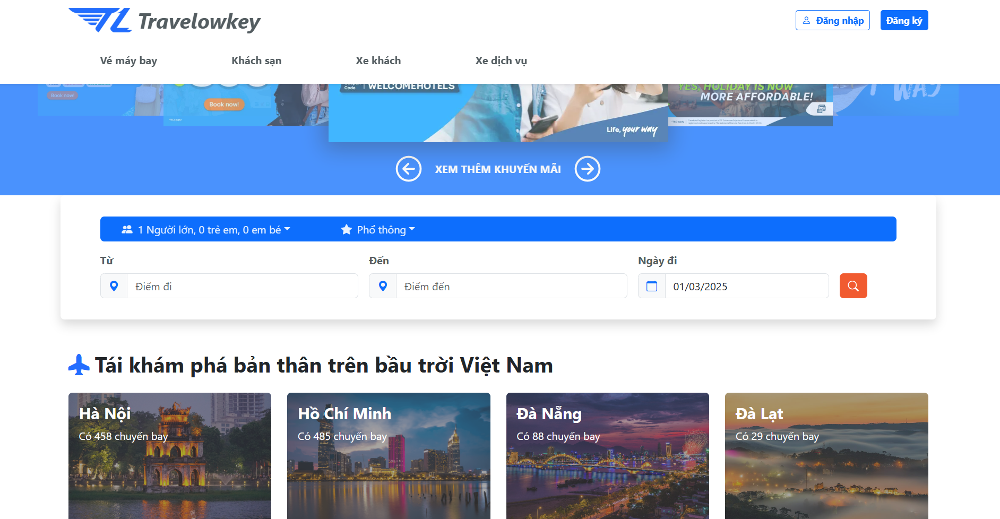 Travelowkey
Đăng nhập
Đăng ký
Vé máy bay
Khách sạn
Xe khách
Xe dịch vụ
Book now!
Book now!
Code | WELCOMEHOTELS
Life, your way
YES, HOLIDAY IS NOW
MORE AFFORDABLE!
WAY
XEM THÊM KHUYẾN MÃI
1 Người lớn, 0 trẻ em, 0 em bé
Phổ thông
Từ
Đến
Ngày đi
Điểm đi
Điểm đến
01/03/2025
Tái khám phá bản thân trên bầu trời Việt Nam
Hà Nội
Có 458 chuyến bay
Hồ Chí Minh
Có 485 chuyến bay
Đà Nẵng
Có 88 chuyến bay
Đà Lạt
Có 29 chuyến bay